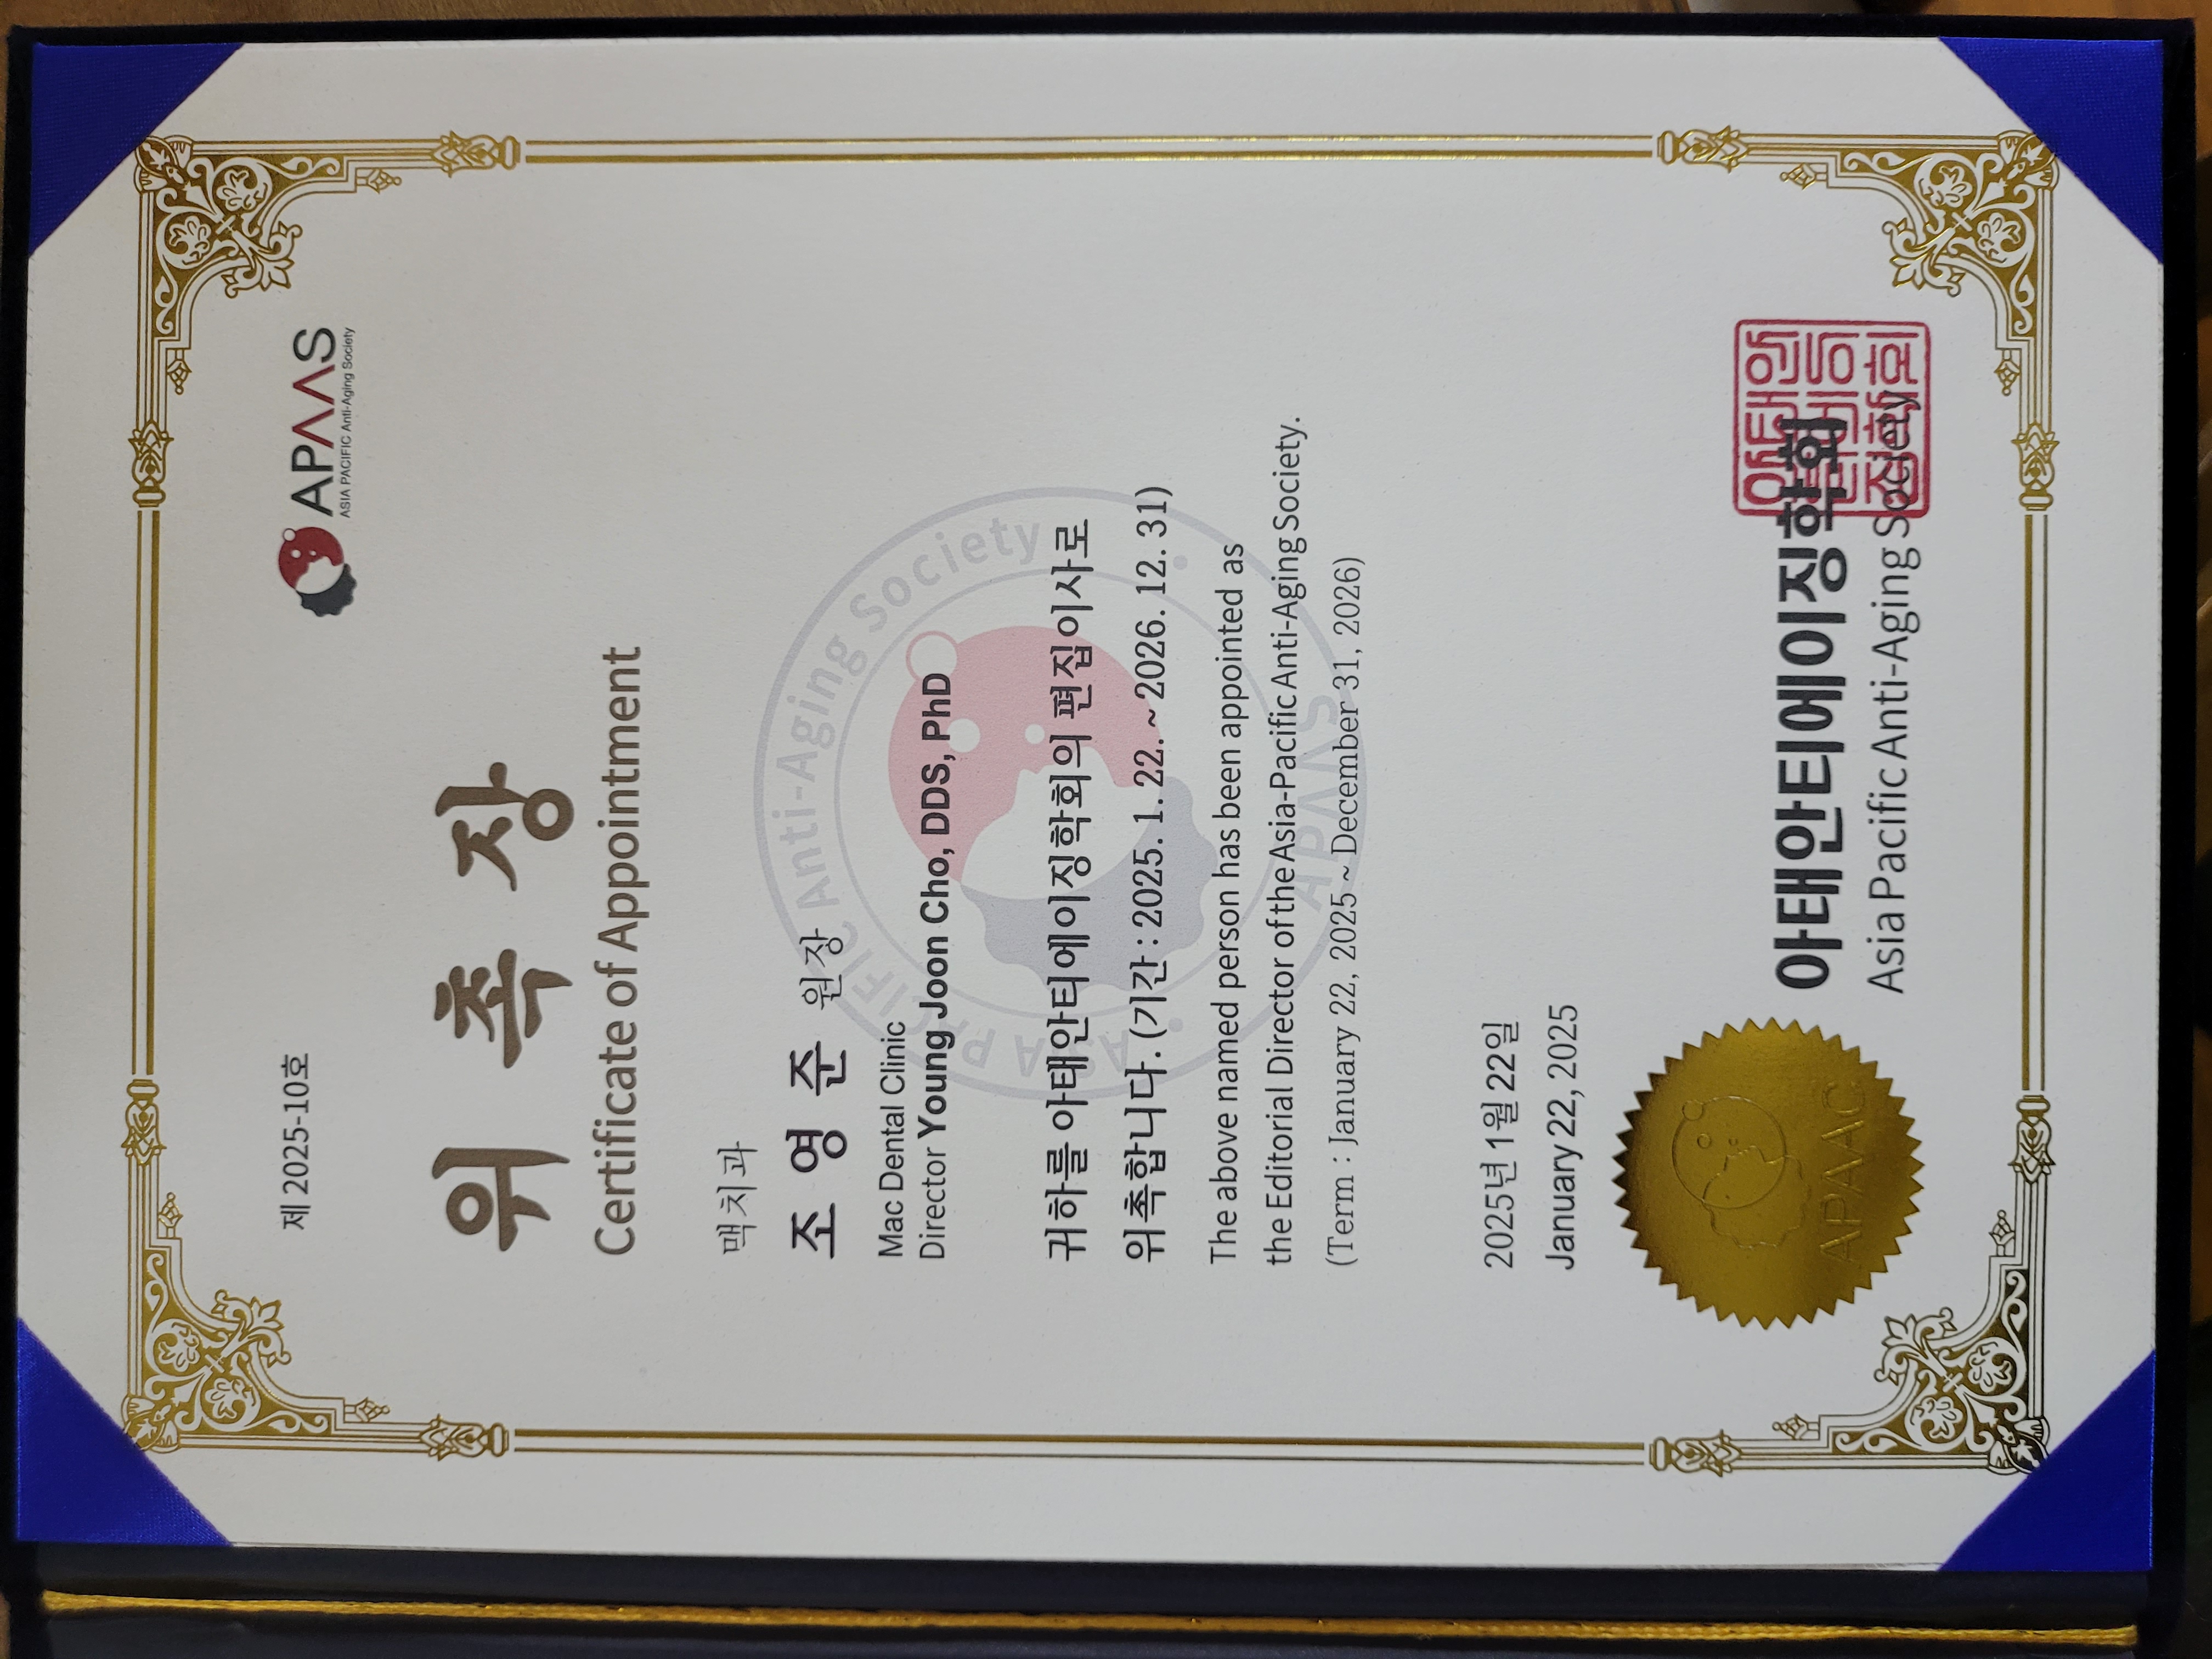 제 2025-10호
APAAS
ASIA PACIFIC Anti-Aging Society
위 촉 장
Certificate of Appointment
맥치과
조 영 준 원장
Mac Dental Clinic
Director Young Joon Cho, DDS, PhD
귀하를 아태안티에이징학회의 편집이사로
위촉합니다. (기간 : 2025. 1. 22. ~ 2026. 12. 31)
The above named person has been appointed as
the Editorial Director of the Asia-Pacific Anti-Aging Society.
(Term : January 22, 2025 ~ December 31, 2026)
ASIA PACIFIC Anti-Aging Society
APAAS
2025년 1월 22일
January 22, 2025
APAAC
아태안티에이징학회
Asia Pacific Anti-Aging Society